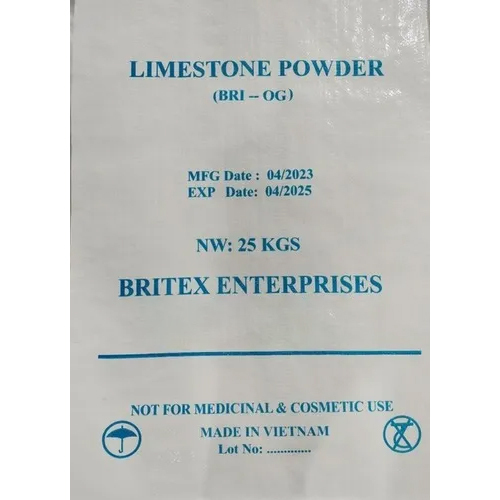 LIMESTONE POWDER
(BRI -- OG)
MFG Date : 04/2023
EXP Date: 04/2025
NW: 25 KGS
BRITEX ENTERPRISES
NOT FOR MEDICINAL & COSMETIC USE
MADE IN VIETNAM
Lot No: .............